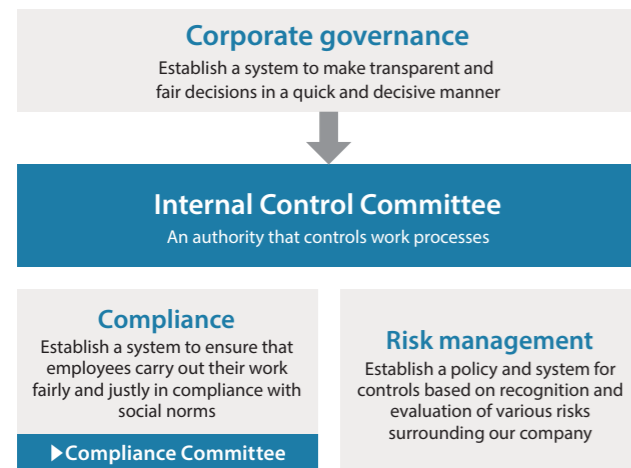 Corporate governance
Establish a system to make transparent and
fair decisions in a quick and decisive manner
Internal Control Committee
An authority that controls work processes
Compliance
Establish a system to ensure that
employees carry out their work
fairly and justly in compliance with
social norms
▶Compliance Committee
Risk management
Establish a policy and system for
controls based on recognition and
evaluation of various risks
surrounding our company